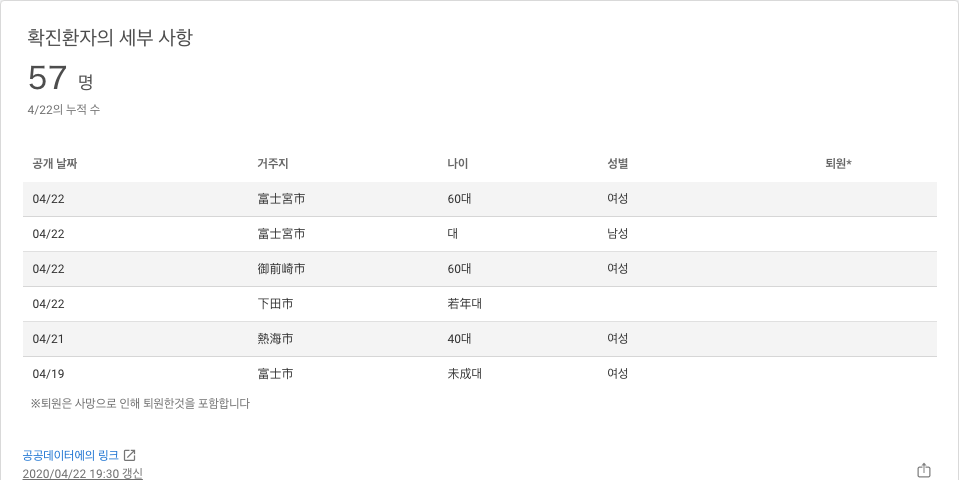 확진환자의 세부 사항
57 명
4/22의 누적 수
공개 날짜 거주지 나이 성별 퇴원*
04/22 富士宮市 60대 여성
04/22 富士宮市 대 남성
04/22 御前崎市 60대 여성
04/22 下田市 若年대
04/21 熱海市 40대 여성
04/19 富士市 未成대 여성
※퇴원은 사망으로 인해 퇴원한것을 포함합니다
공공데이터에의 링크
2020/04/22 19:30 갱신